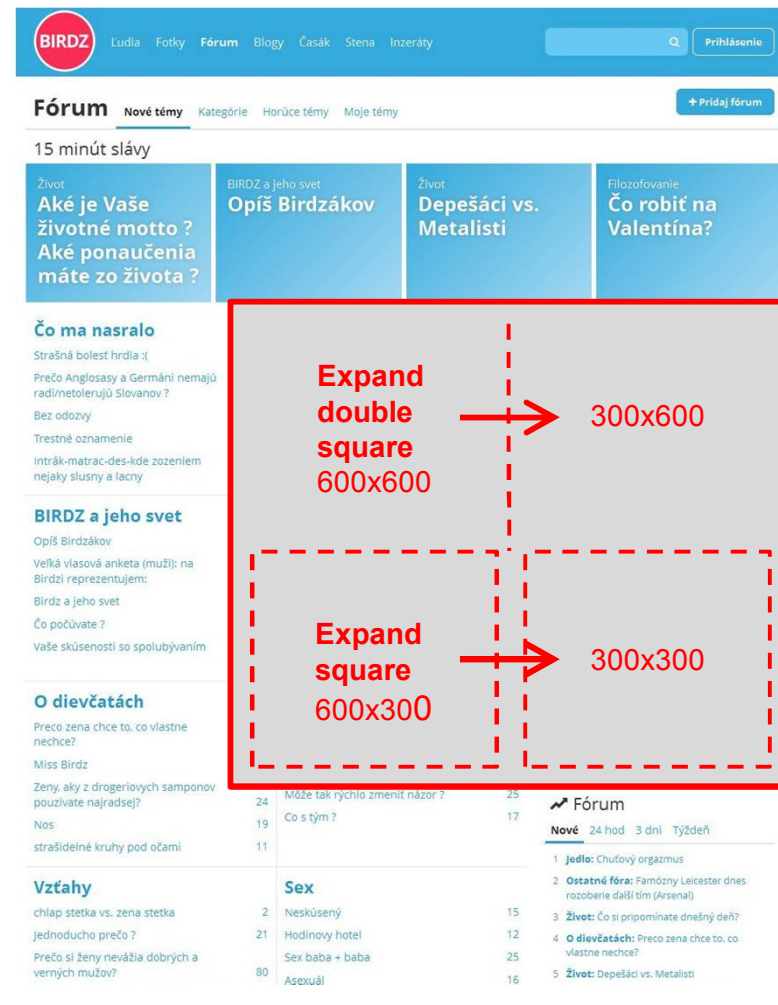 BIRDZ
Ľudia Fotky Fórum Blogy Časák Stena Inzeráty
Prihlásenie
Fórum Nové témy Kategórie Horúce témy Moje témy
+ Pridaj fórum
15 minút slávy
Život
Aké je Vaše
životné motto ?
Aké ponaučenia
máte zo života ?
BIRDZ a jeho svet
Opíš Birdzákov
Život
Depešáci vs.
Metalisti
Filozofovanie
Čo robiť na
Valentína?
Čo ma nasralo
Strašná bolesť hrdla :(
Prečo Anglosasy a Germáni nemajú
radi/netolerujú Slovanov ?
Bez odozvy
Trestné oznamenie
Intrák-matrac-des-kde zozeniem
nejaky slusny a lacny
Expand
double
square
600x600
300x600
BIRDZ a jeho svet
Opíš Birdzákov
Veľká vlasová anketa (muži): na
Birdzi reprezentujem:
Birdz a jeho svet
Čo počúvate ?
Vaše skúsenosti so spolubývaním
Expand
square
600x300
300x300
O dievčatách
Preco zena chce to, co vlastne
nechce?
Miss Birdz
Zeny, aky z drogeriovych samponov
pouzivate najradsej? 24
Nos 19
strašidelné kruhy pod očami 11
Môže tak rýchlo zmeniť názor ? 25
Co s tým ? 17
Fórum
Nové 24 hod 3 dni Týždeň
1 Jedlo: Chuťový orgazmus
2 Ostatné fóra: Famózny Leicester dnes
rozoberie ďalší tím (Arsenal)
3 Život: Čo si pripomínate dnešný deň?
4 O dievčatách: Preco zena chce to, co
vlastne nechce?
5 Život: Depešáci vs. Metalisti
Vzťahy
chlap stetka vs. zena stetka 2
Jednoducho prečo ? 21
Prečo si ženy nevážia dobrých a
verných mužov? 80
Sex
Neskúsený 15
Hodinovy hotel 12
Sex baba + baba 25
Asexuál 16